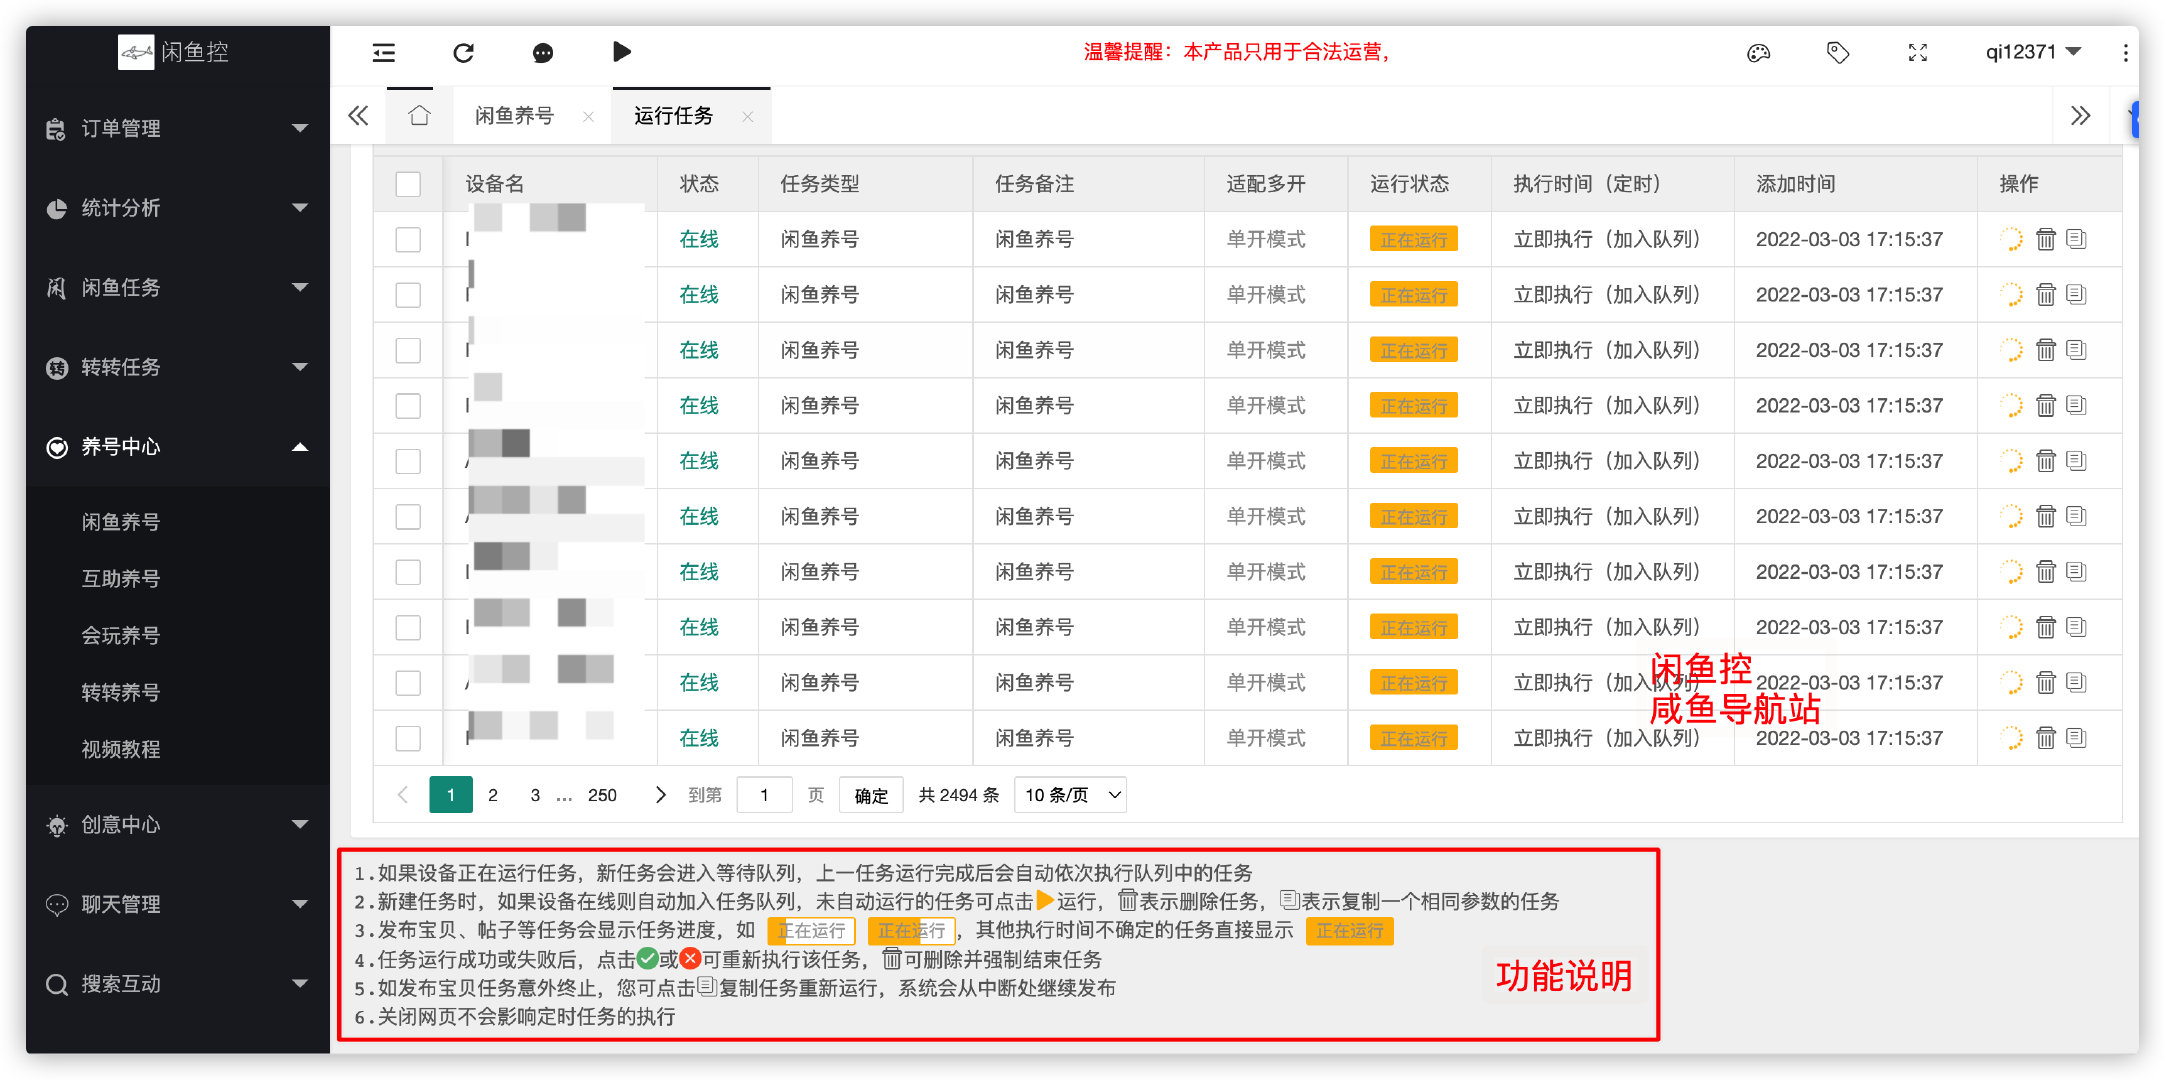 闲鱼控
温馨提醒：本产品只用于合法运营，
qi12371
订单管理
统计分析
闲鱼任务
转转任务
养号中心
闲鱼养号
互助养号
会玩养号
转转养号
视频教程
创意中心
聊天管理
搜索互动
闲鱼养号 运行任务
设备名 状态 任务类型 任务备注 适配多开 运行状态 执行时间（定时） 添加时间 操作
在线 闲鱼养号 闲鱼养号 单开模式 正在运行 立即执行（加入队列） 2022-03-03 17:15:37
在线 闲鱼养号 闲鱼养号 单开模式 正在运行 立即执行（加入队列） 2022-03-03 17:15:37
在线 闲鱼养号 闲鱼养号 单开模式 正在运行 立即执行（加入队列） 2022-03-03 17:15:37
在线 闲鱼养号 闲鱼养号 单开模式 正在运行 立即执行（加入队列） 2022-03-03 17:15:37
在线 闲鱼养号 闲鱼养号 单开模式 正在运行 立即执行（加入队列） 2022-03-03 17:15:37
在线 闲鱼养号 闲鱼养号 单开模式 正在运行 立即执行（加入队列） 2022-03-03 17:15:37
在线 闲鱼养号 闲鱼养号 单开模式 正在运行 立即执行（加入队列） 2022-03-03 17:15:37
在线 闲鱼养号 闲鱼养号 单开模式 正在运行 立即执行（加入队列） 2022-03-03 17:15:37
在线 闲鱼养号 闲鱼养号 单开模式 正在运行 立即执行（加入队列） 2022-03-03 17:15:37
在线 闲鱼养号 闲鱼养号 单开模式 正在运行 立即执行（加入队列） 2022-03-03 17:15:37
闲鱼控
咸鱼导航站
1 2 3 … 250 到第 1 页 确定 共 2494 条 10 条/页
1.如果设备正在运行任务，新任务会进入等待队列，上一任务运行完成后会自动依次执行队列中的任务
2.新建任务时，如果设备在线则自动加入任务队列，未自动运行的任务可点击运行，表示删除任务，表示复制一个相同参数的任务
3.发布宝贝、帖子等任务会显示任务进度，如 正在运行 正在运行，其他执行时间不确定的任务直接显示 正在运行
4.任务运行成功或失败后，点击或可重新执行该任务，可删除并强制结束任务
5.如发布宝贝任务意外终止，您可点击复制任务重新运行，系统会从中断处继续发布
6.关闭网页不会影响定时任务的执行
功能说明